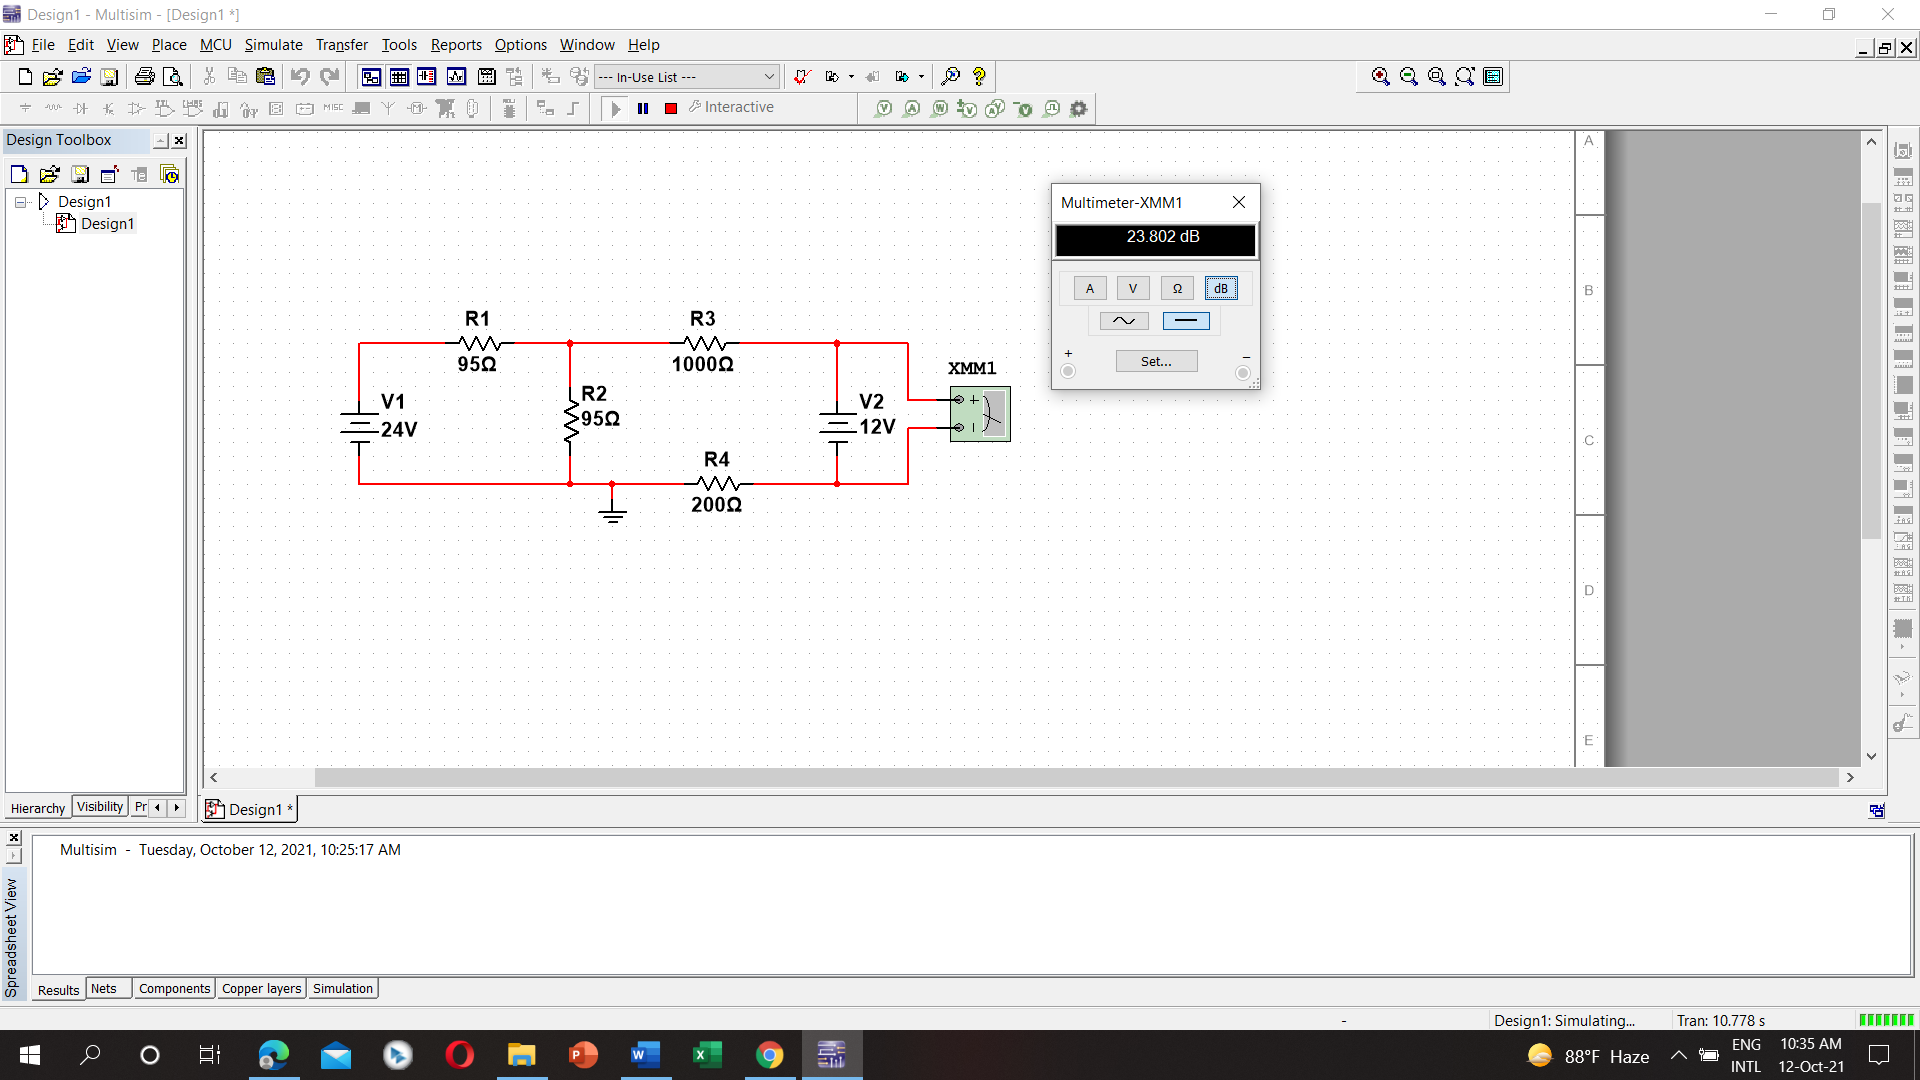 Design1 - Multisim - [Design1 *]
File Edit View Place MCU Simulate Transfer Tools Reports Options Window Help
--- In-Use List ---
MISC
Interactive
Design Toolbox
Design1
Design1
A
B
C
D
E
Multimeter-XMM1
23.802 dB
A V Ω dB
+ Set... −
R1
95Ω
R3
1000Ω
R2
95Ω
V1
24V
V2
12V
R4
200Ω
XMM1
+
Hierarchy Visibility Pr
Design1 *
Multisim - Tuesday, October 12, 2021, 10:25:17 AM
Spreadsheet View
Results Nets Components Copper layers Simulation
- Design1: Simulating... Tran: 10.778 s
88°F Haze
ENG
INTL
10:35 AM
12-Oct-21